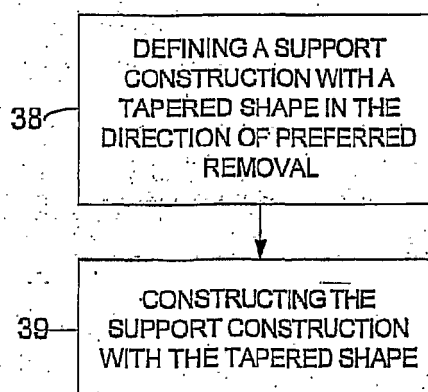 38
DEFINING A SUPPORT
CONSTRUCTION WITH A
TAPERED SHAPE IN THE
DIRECTION OF PREFERRED
REMOVAL
39
CONSTRUCTING THE
SUPPORT CONSTRUCTION
WITH THE TAPERED SHAPE